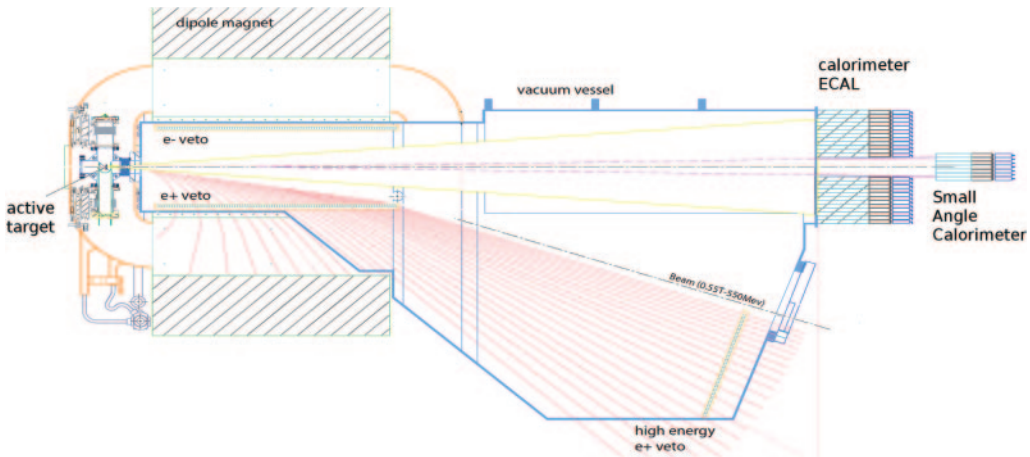 dipole magnet
calorimeter
ECAL
vacuum vessel
e- veto
e+ veto
active
target
Small
Angle
Calorimeter
Beam (0.55T-550Mev)
high energy
e+ veto